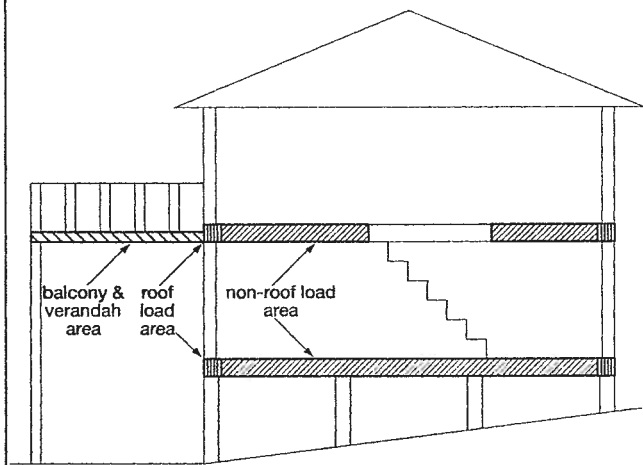 balcony &
verandah
area
roof
load
area
non-roof load
area